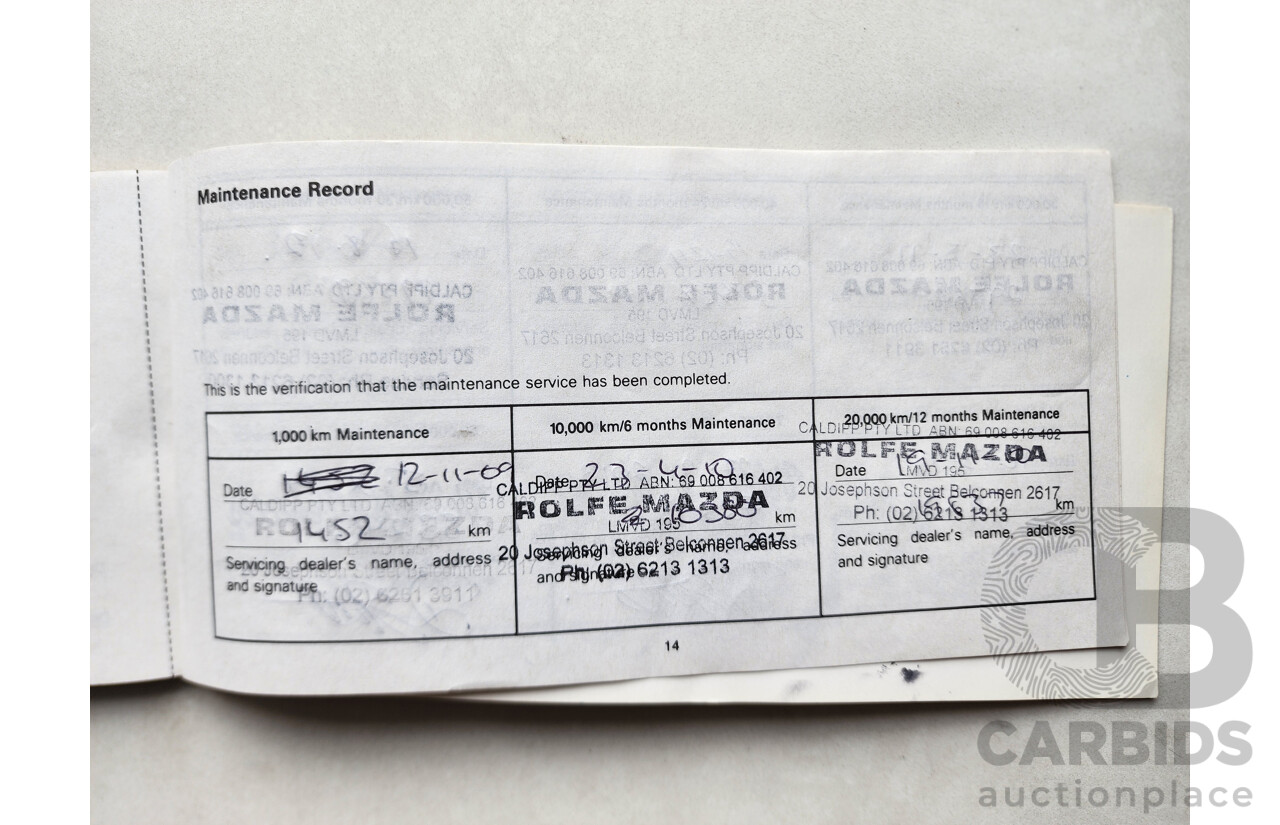 Maintenance Record
This is the verification that the maintenance service has been completed.
1,000 km Maintenance
Date 12-11-09
CALDIPP PTY LTD ABN: 69 008 616 402
ROLFE MAZDA
9452 km
Servicing dealer's name, address
20 Josephson Street Belconnen 2617
and signature
Ph: (02) 6251 3911
10,000 km/6 months Maintenance
Date 23-4-10
CALDIPP PTY LTD ABN: 69 008 616 402
ROLFE MAZDA
LMVD 195
km
20 Josephson Street Belconnen 2617
Servicing dealer's name, address
and signature
Ph: (02) 6213 1313
20,000 km/12 months Maintenance
CALDIPP PTY LTD ABN: 69 008 616 402
ROLFE MAZDA
Date
LMVD 195
20 Josephson Street Belconnen 2617
Ph: (02) 6213 1313
km
Servicing dealer's name, address
and signature
14
CARBIDS
auctionplace